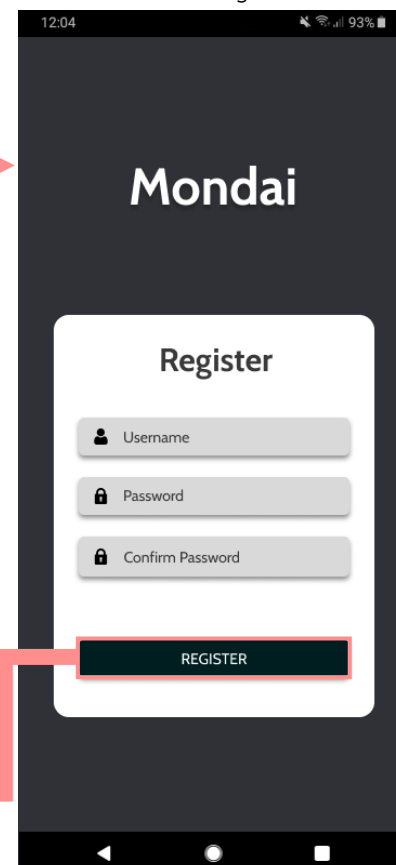 12:04 93%
Mondai
Register
Username
Password
Confirm Password
REGISTER